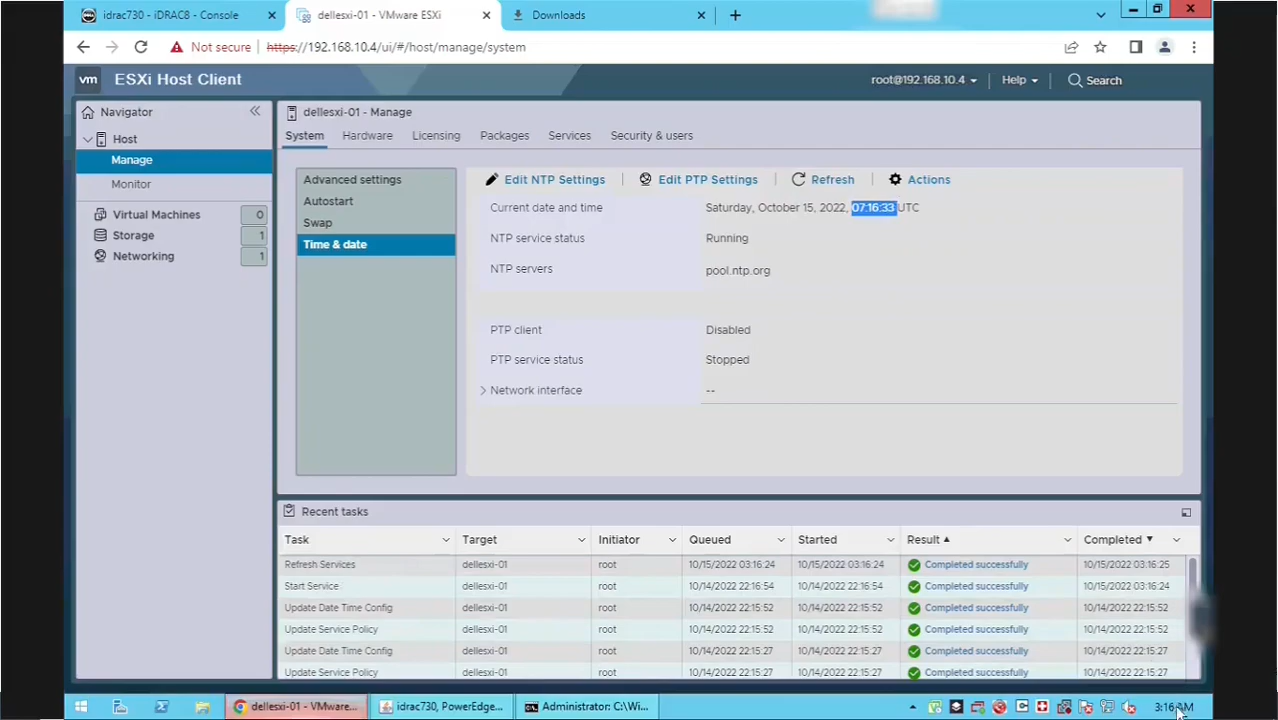 idrac730 - iDRAC8 - Console
dellesxi-01 - VMware ESXi
Downloads
Not secure
https://192.168.10.4/ui/#/host/manage/system
vm ESXi Host Client
root@192.168.10.4
Help
Search
Navigator
Host
Manage
Monitor
Virtual Machines 0
Storage 1
Networking 1
dellesxi-01 - Manage
System Hardware Licensing Packages Services Security & users
Advanced settings
Autostart
Swap
Time & date
Edit NTP Settings Edit PTP Settings Refresh Actions
Current date and time Saturday, October 15, 2022, 07:16:33 UTC
NTP service status Running
NTP servers pool.ntp.org
PTP client Disabled
PTP service status Stopped
Network interface --
Recent tasks
Task Target Initiator Queued Started Result Completed
Refresh Services dellesxi-01 root 10/15/2022 03:16:24 10/15/2022 03:16:24 Completed successfully 10/15/2022 03:16:25
Start Service dellesxi-01 root 10/14/2022 22:16:54 10/14/2022 22:16:54 Completed successfully 10/15/2022 03:16:24
Update Date Time Config dellesxi-01 root 10/14/2022 22:15:52 10/14/2022 22:15:52 Completed successfully 10/14/2022 22:15:52
Update Service Policy dellesxi-01 root 10/14/2022 22:15:52 10/14/2022 22:15:52 Completed successfully 10/14/2022 22:15:52
Update Date Time Config dellesxi-01 root 10/14/2022 22:15:27 10/14/2022 22:15:27 Completed successfully 10/14/2022 22:15:27
Update Service Policy dellesxi-01 root 10/14/2022 22:15:27 10/14/2022 22:15:27 Completed successfully 10/14/2022 22:15:27
dellesxi-01 - VMware...
idrac730, PowerEdge...
Administrator: C:\Wi...
3:16 AM